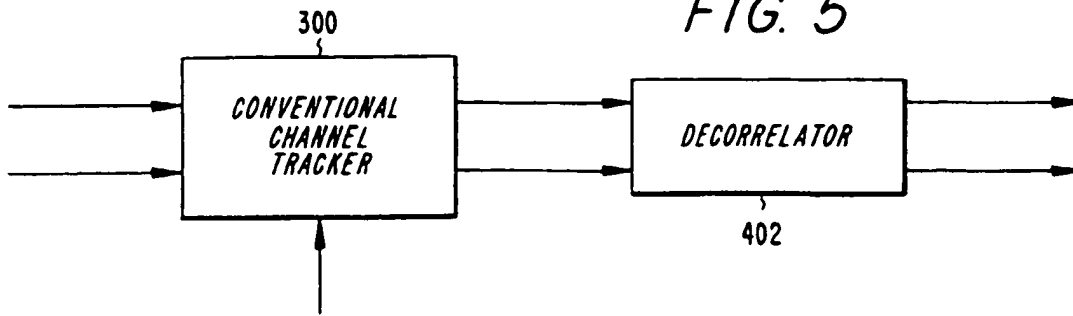 FIG. 5
300
CONVENTIONAL
CHANNEL
TRACKER
DECORRELATOR
402